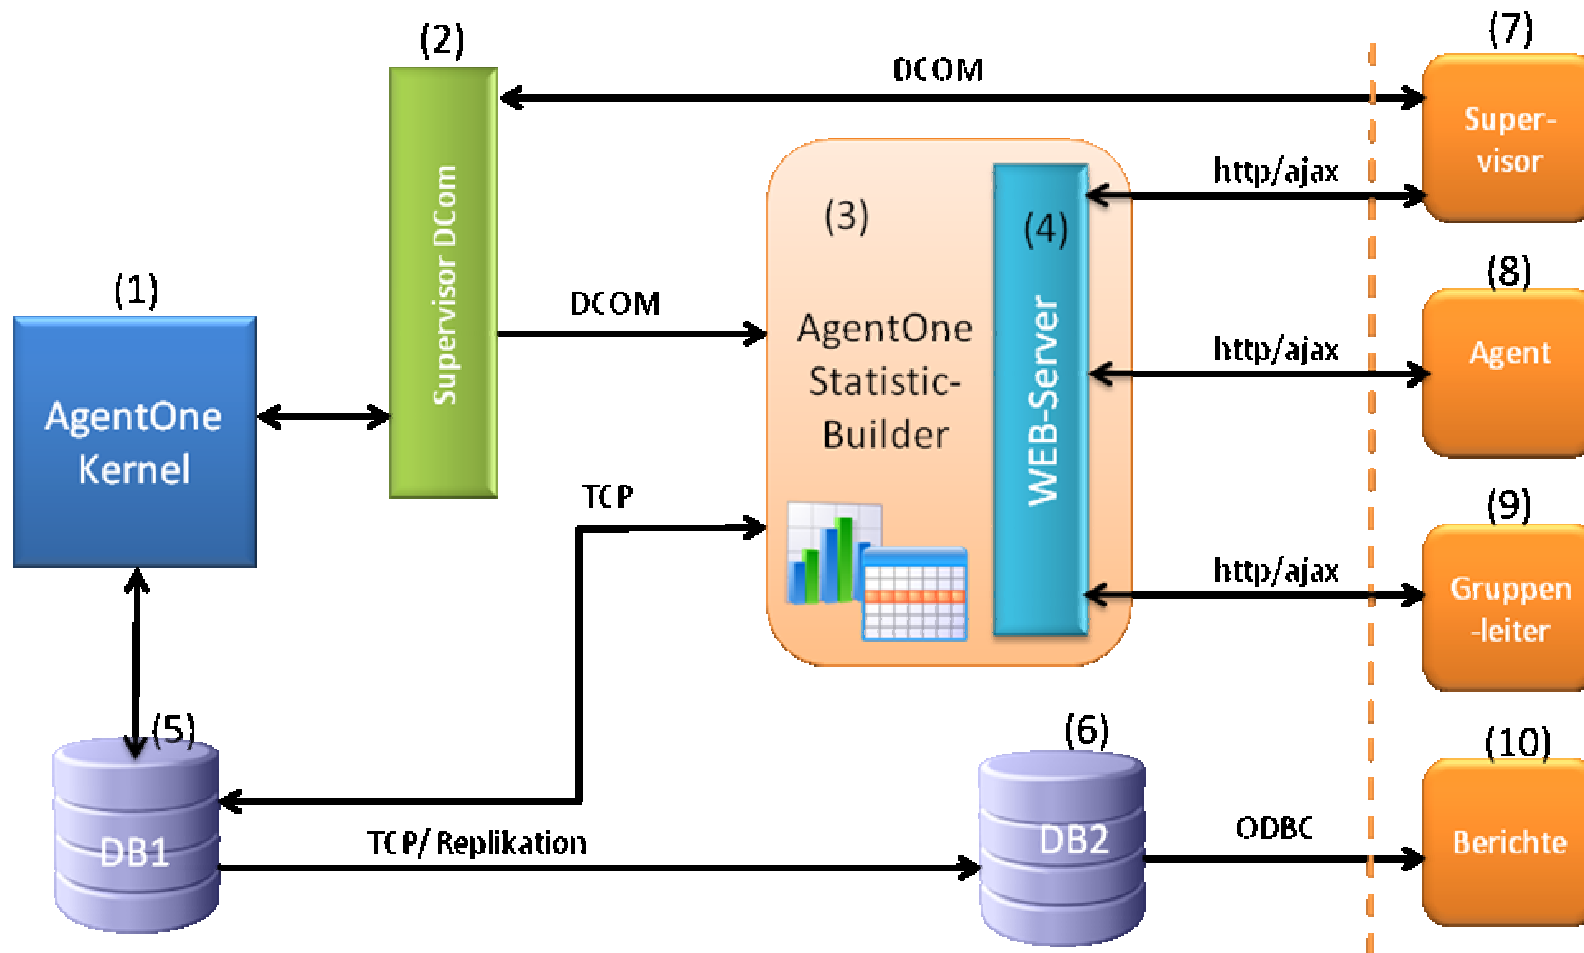 (7)
(2)
DCOM
Super-
visor
http/ajax
(3)
(4)
Supervisor DCom
(8)
(1)
DCOM
AgentOne
Statistic-
Builder
WEB-Server
http/ajax
Agent
AgentOne
Kernel
TCP
(9)
http/ajax
Gruppen
-leiter
(5)
(6)
(10)
DB1
TCP/ Replikation
DB2
ODBC
Berichte